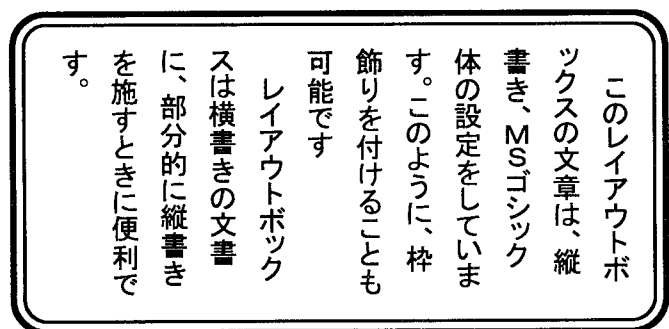 このレイアウトボ
ックスの文章は、縦
書き、MSゴシック
体の設定をしていま
す。このように、枠
飾りを付けることも
可能です
レイアウトボック
スは横書きの文書
に、部分的に縦書き
を施すときに便利で
す。